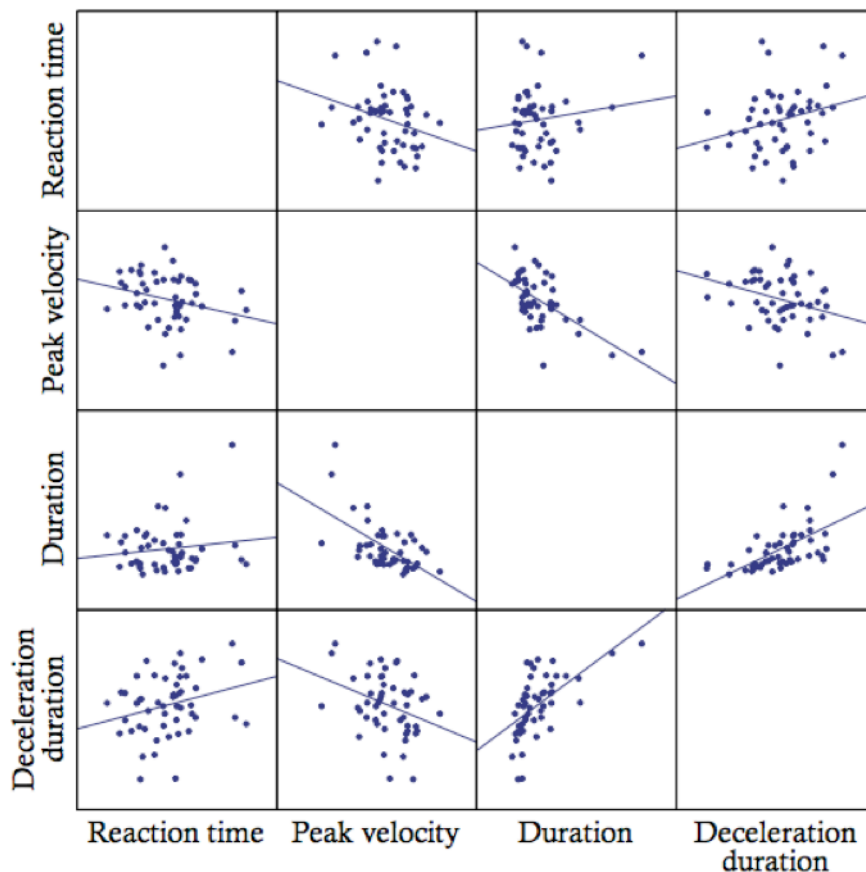 Reaction time
Peak velocity
Duration
Deceleration
duration
Reaction time
Peak velocity
Duration
Deceleration
duration